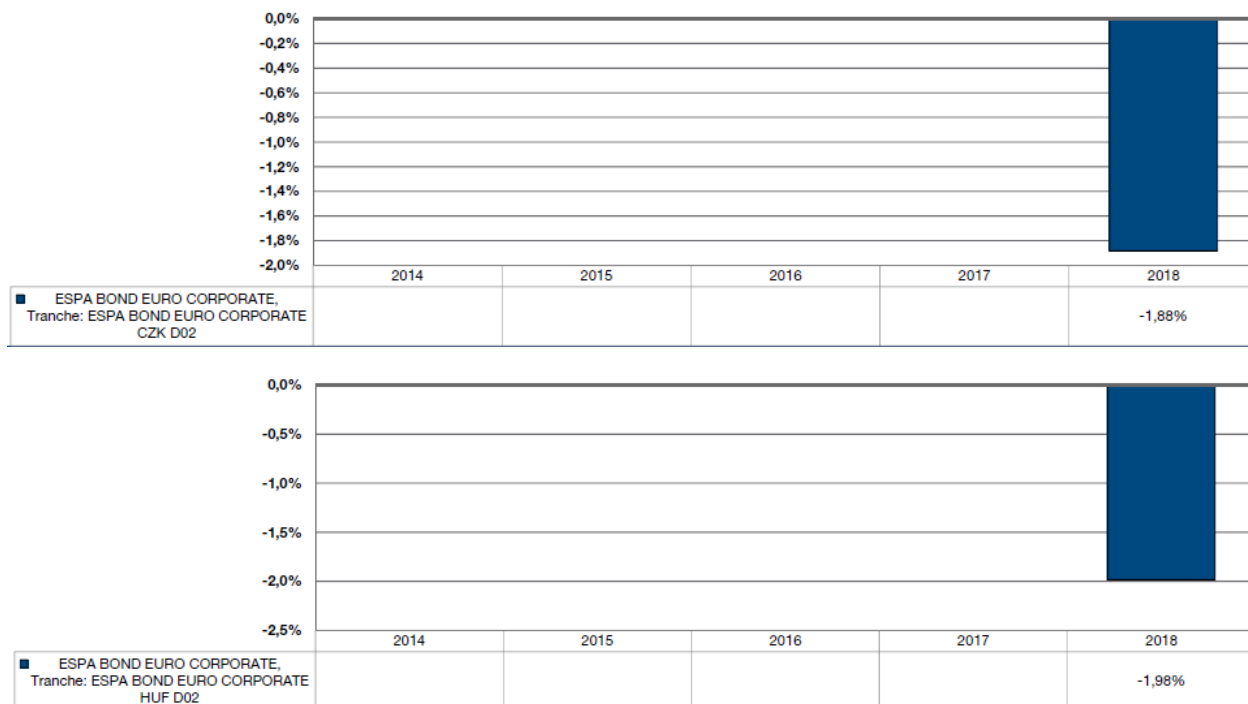 0,0%
-0,2%
-0,4%
-0,6%
-0,8%
-1,0%
-1,2%
-1,4%
-1,6%
-1,8%
-2,0%
2014 2015 2016 2017 2018
ESPA BOND EURO CORPORATE,
Tranche: ESPA BOND EURO CORPORATE
CZK D02
-1,88%
0,0%
-0,5%
-1,0%
-1,5%
-2,0%
-2,5%
2014 2015 2016 2017 2018
ESPA BOND EURO CORPORATE,
Tranche: ESPA BOND EURO CORPORATE
HUF D02
-1,98%